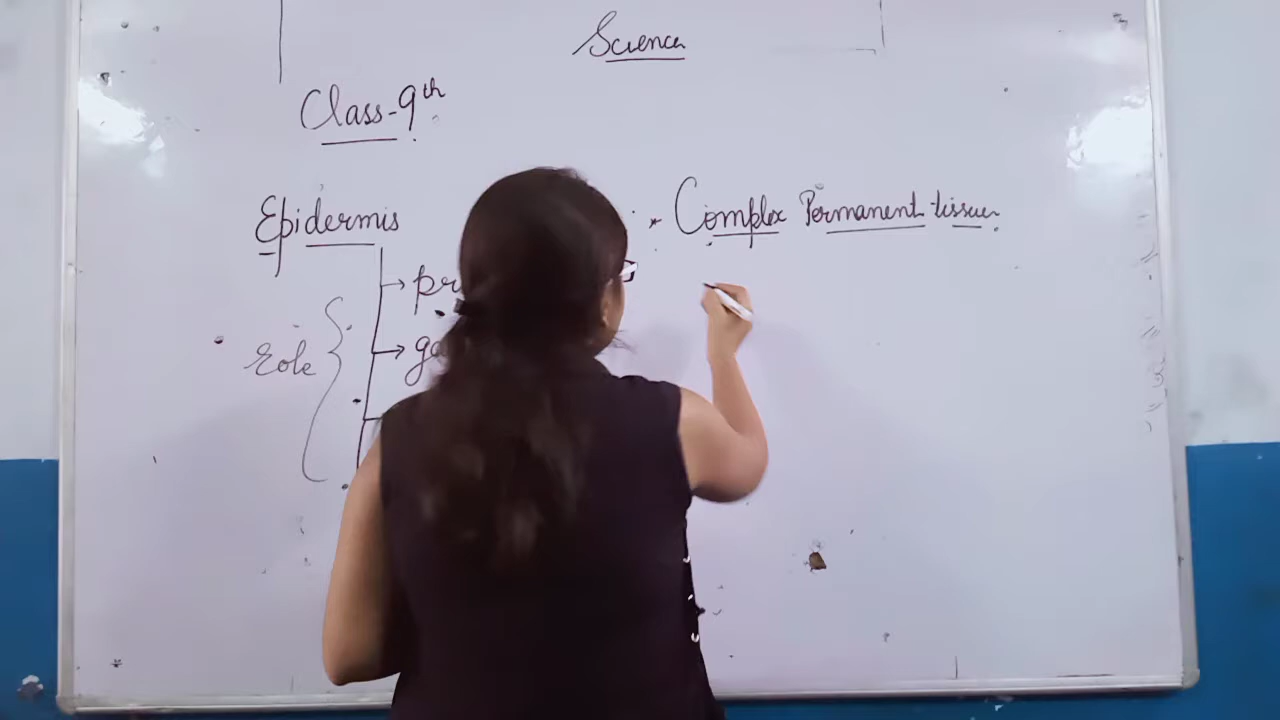 Science
Class-9th
Epidermis
* Complex Permanent tissue
role